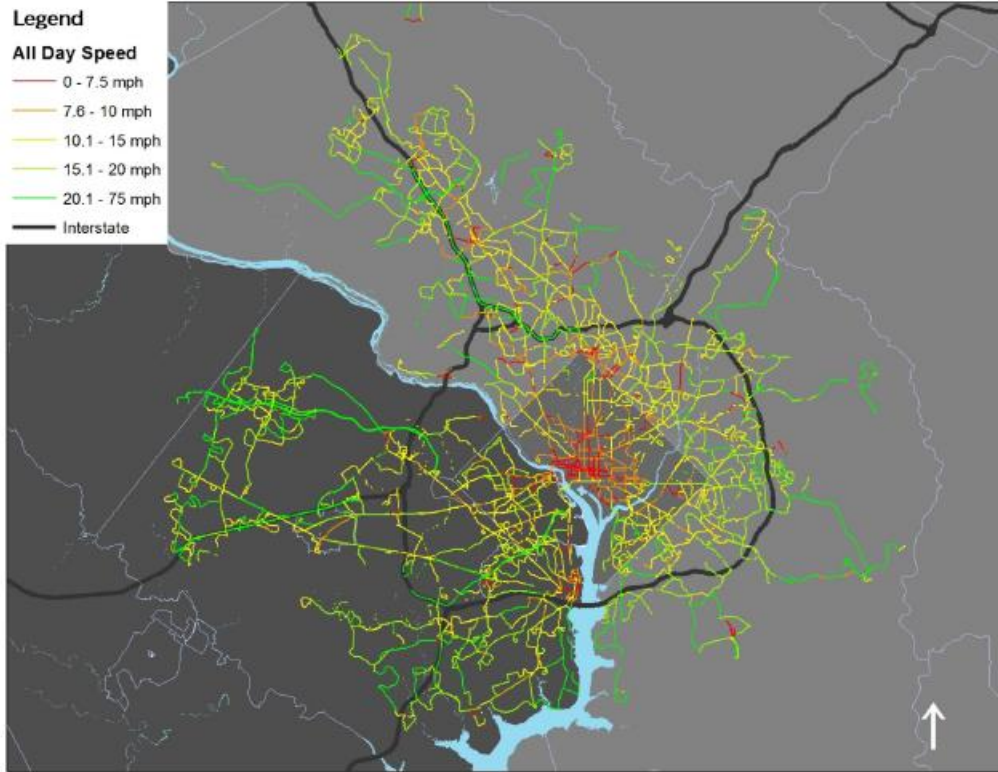 Legend
All Day Speed
0 - 7.5 mph
7.6 - 10 mph
10.1 - 15 mph
15.1 - 20 mph
20.1 - 75 mph
Interstate